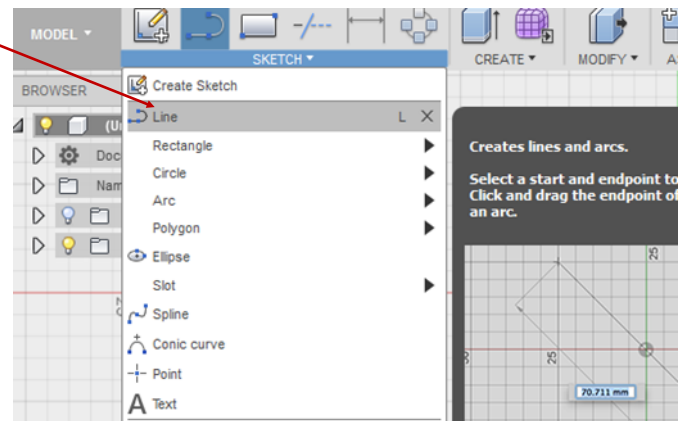 MODEL
SKETCH
CREATE
MODIFY
BROWSER
Create Sketch
Line L X
Rectangle
Circle
Arc
Polygon
Ellipse
Slot
Spline
Conic curve
Point
Text
Doc
Nam
Creates lines and arcs.
Select a start and endpoint to
Click and drag the endpoint of
an arc.
25
25
70.711 mm